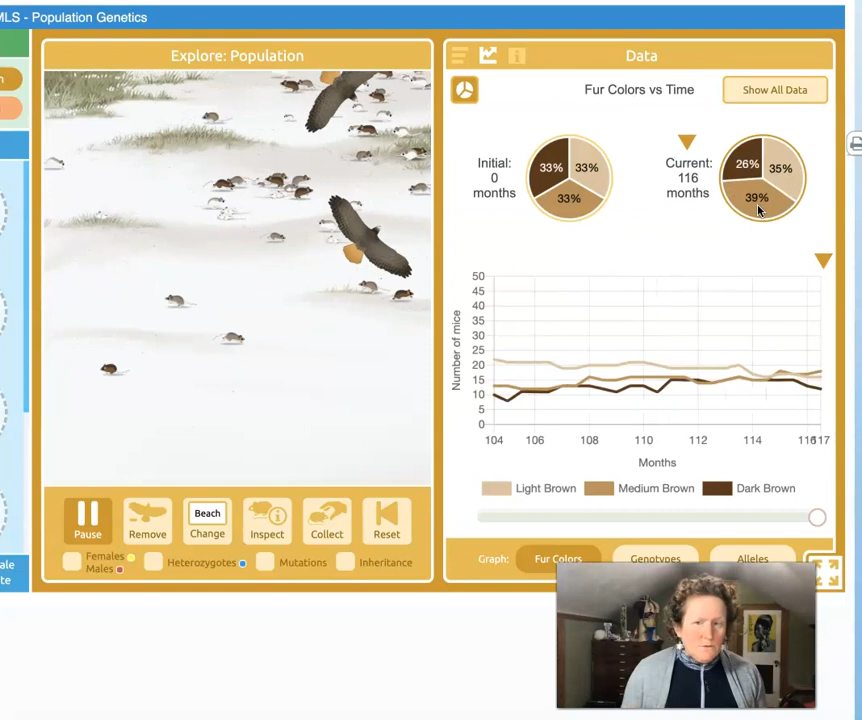 MLS - Population Genetics
Explore: Population
Data
Fur Colors vs Time
Show All Data
Initial:
0
months
33%
33%
33%
Current:
116
months
26%
35%
39%
Number of mice
50
45
40
35
30
25
20
15
10
5
0
104
106
108
110
112
114
116
117
Months
Light Brown
Medium Brown
Dark Brown
Pause
Remove
Beach
Change
Inspect
Collect
Reset
Females
Males
Heterozygotes
Mutations
Inheritance
Graph:
Fur Colors
Genotypes
Alleles